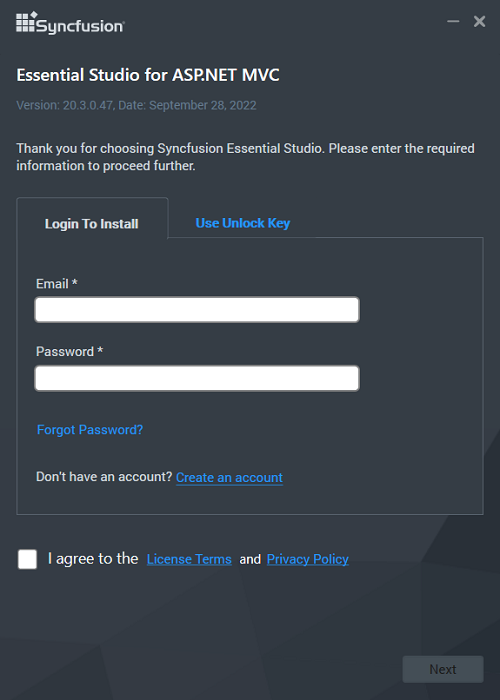 Syncfusion
Essential Studio for ASP.NET MVC
Version: 20.3.0.47, Date: September 28, 2022
Thank you for choosing Syncfusion Essential Studio. Please enter the required
information to proceed further.
Login To Install
Use Unlock Key
Email *
Password *
Forgot Password?
Don't have an account? Create an account
I agree to the License Terms and Privacy Policy
Next